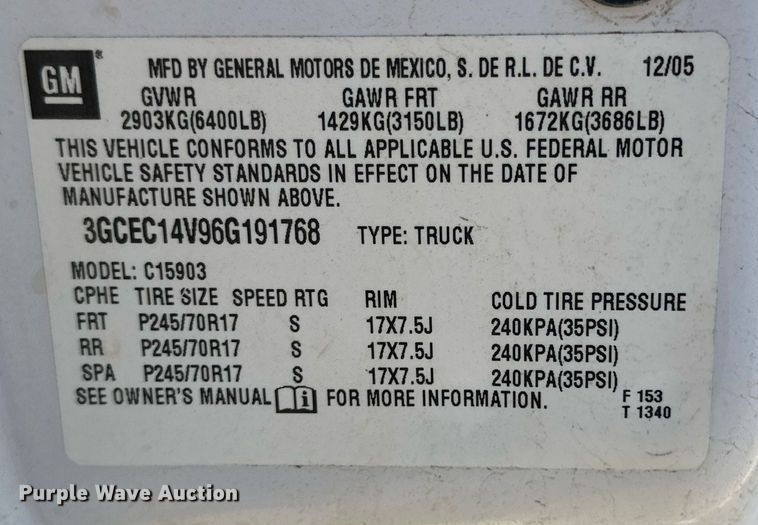 GM
MFD BY GENERAL MOTORS DE MEXICO, S. DE R.L. DE C.V. 12/05
GVWR GAWR FRT GAWR RR
2903KG(6400LB) 1429KG(3150LB) 1672KG(3686LB)
THIS VEHICLE CONFORMS TO ALL APPLICABLE U.S. FEDERAL MOTOR
VEHICLE SAFETY STANDARDS IN EFFECT ON THE DATE OF
MANUFACTURE SHOWN ABOVE.
3GCEC14V96G191768 TYPE: TRUCK
MODEL: C15903
CPHE TIRE SIZE SPEED RTG RIM COLD TIRE PRESSURE
FRT P245/70R17 S 17X7.5J 240KPA(35PSI)
RR P245/70R17 S 17X7.5J 240KPA(35PSI)
SPA P245/70R17 S 17X7.5J 240KPA(35PSI)
SEE OWNER'S MANUAL i FOR MORE INFORMATION.
F 153
T 1340
Purple Wave Auction